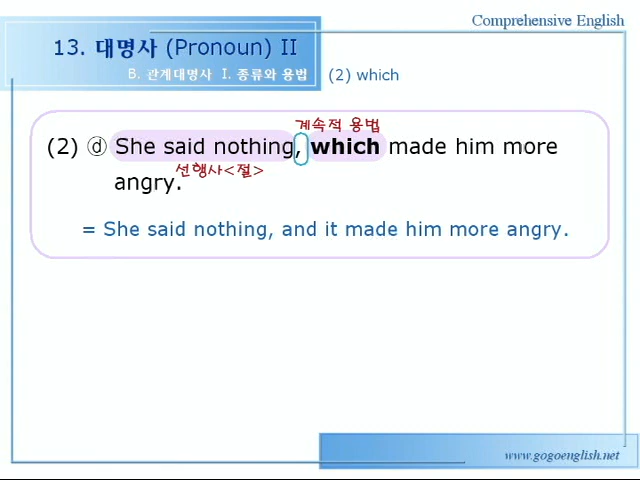 Comprehensive English
13. 대명사 (Pronoun) II
B. 관계대명사 I. 종류와 용법
(2) which
계속적 용법
(2) ⓓ She said nothing, which made him more
선행사<절>
angry.
= She said nothing, and it made him more angry.
www.gogoenglish.net